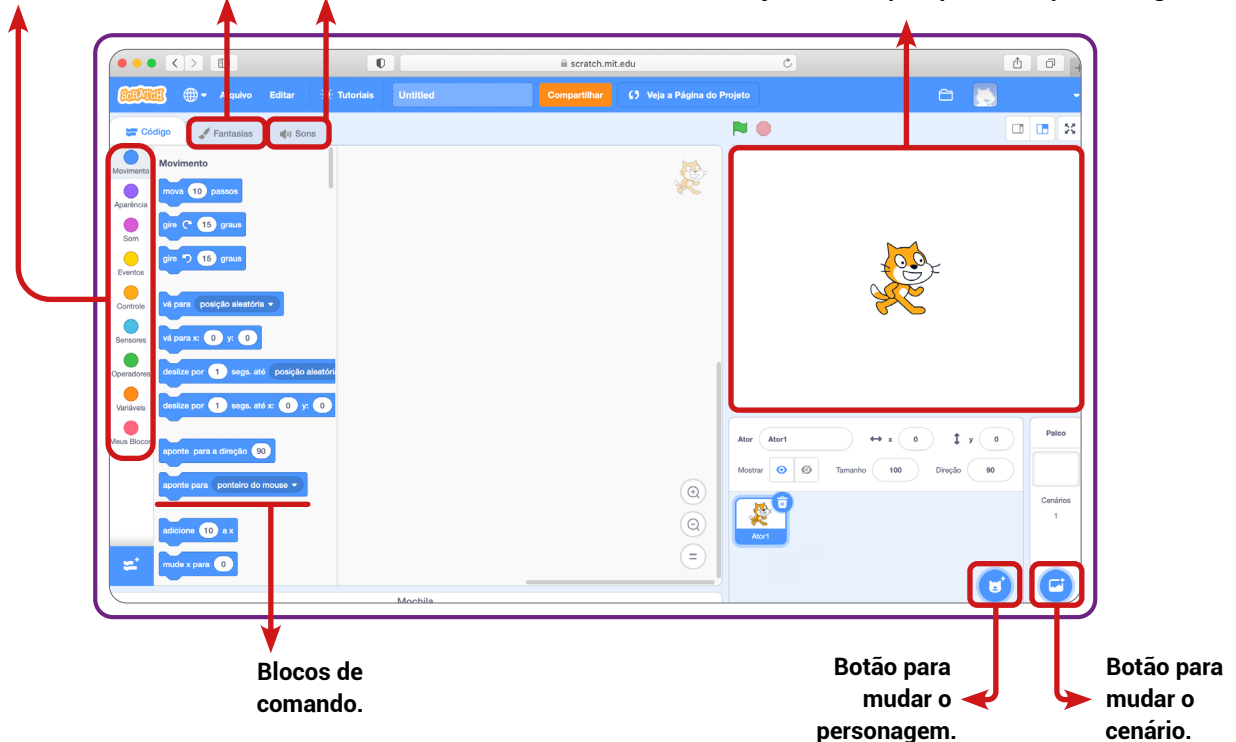 scratch.mit.edu
SCRATCH
Arquivo Editar Tutoriais Untitled Compartilhar Veja a Página do Projeto
Código Fantasias Sons
Movimento
Aparência
Som
Eventos
Controle
Sensores
Operadores
Variáveis
Meus Blocos
Movimento
mova 10 passos
gire 15 graus
gire 15 graus
vá para posição aleatória
vá para x: 0 y: 0
deslize por 1 segs. até posição aleatóri
deslize por 1 segs. até x: 0 y: 0
aponte para a direção 90
aponte para ponteiro do mouse
adicione 10 a x
mude x para 0
Mochila
Ator Ator1 x 0 y 0
Mostrar Tamanho 100 Direção 90
Ator1
Palco
Cenários
1
Blocos de
comando.
Botão para
mudar o
personagem.
Botão para
mudar o
cenário.